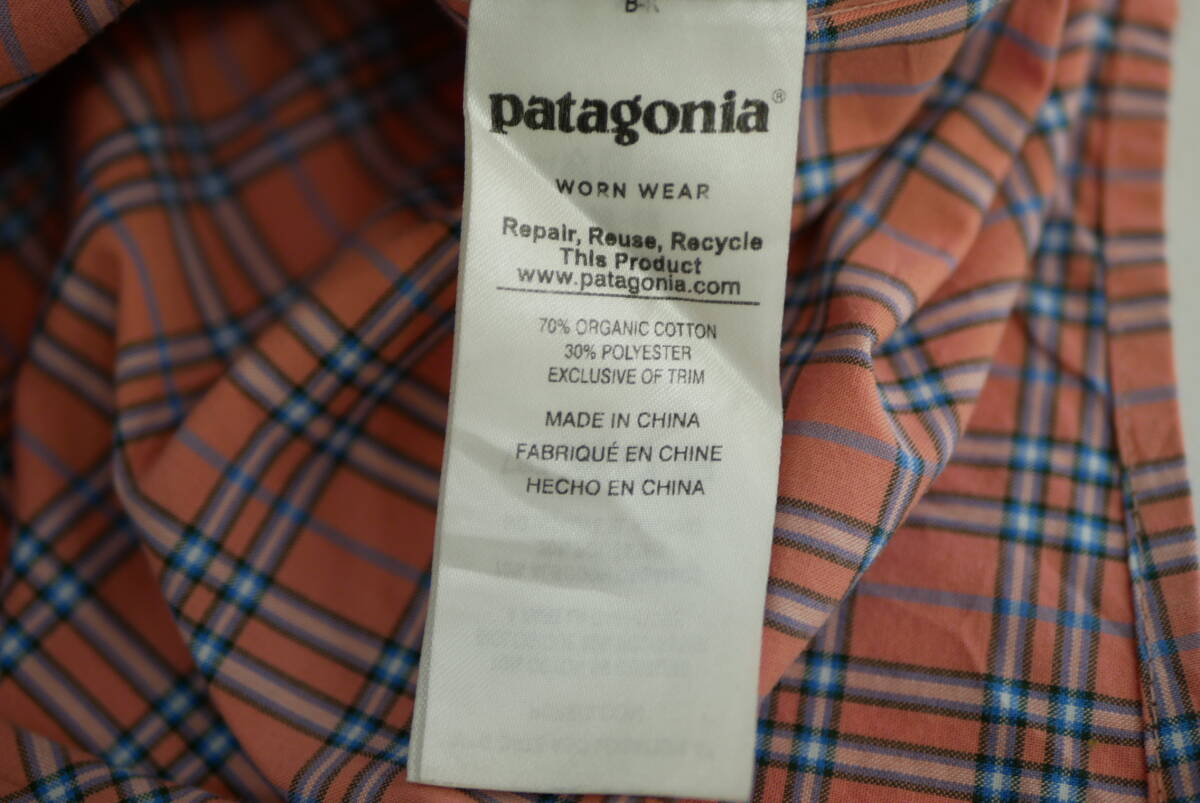 patagonia®
WORN WEAR
Repair, Reuse, Recycle
This Product
www.patagonia.com
70% ORGANIC COTTON
30% POLYESTER
EXCLUSIVE OF TRIM
MADE IN CHINA
FABRIQUÉ EN CHINE
HECHO EN CHINA